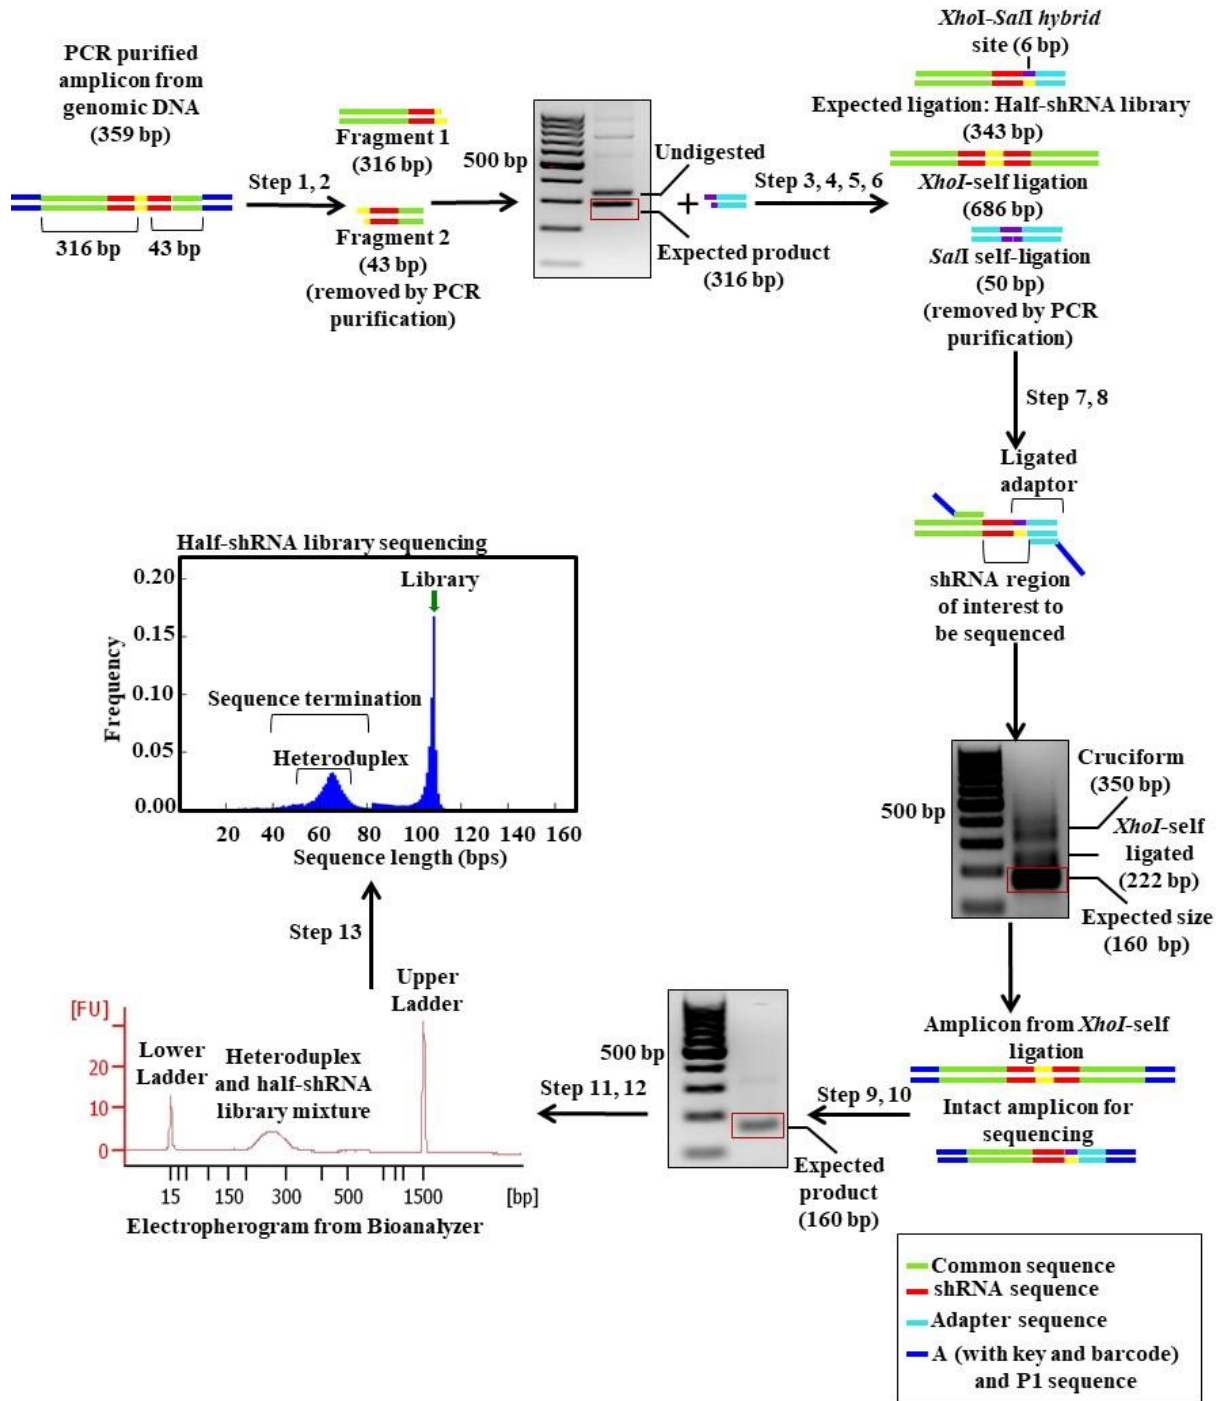 PCR purified
amplicon from
genomic DNA
(359 bp)
316 bp
43 bp
Step 1, 2
Fragment 1
(316 bp)
Fragment 2
(43 bp)
(removed by PCR
purification)
500 bp
Undigested
Expected product
(316 bp)
+
Step 3, 4, 5, 6
XhoI-SalI hybrid
site (6 bp)
Expected ligation: Half-shRNA library
(343 bp)
XhoI-self ligation
(686 bp)
SalI self-ligation
(50 bp)
(removed by PCR
purification)
Step 7, 8
Ligated
adaptor
shRNA region
of interest to
be sequenced
500 bp
Cruciform
(350 bp)
XhoI-self
ligated
(222 bp)
Expected size
(160 bp)
Amplicon from XhoI-self
ligation
Intact amplicon for
sequencing
Step 9, 10
500 bp
Expected
product
(160 bp)
Step 11, 12
[FU]
20
10
0
Lower
Ladder
Heteroduplex
and half-shRNA
library mixture
Upper
Ladder
15 150 300 500 1500 [bp]
Electropherogram from Bioanalyzer
Step 13
Half-shRNA library sequencing
Library
Sequence termination
Heteroduplex
Frequency
0.20
0.15
0.10
0.05
0.00
20 40 60 80 100 120 140 160
Sequence length (bps)
Common sequence
shRNA sequence
Adapter sequence
A (with key and barcode)
and P1 sequence